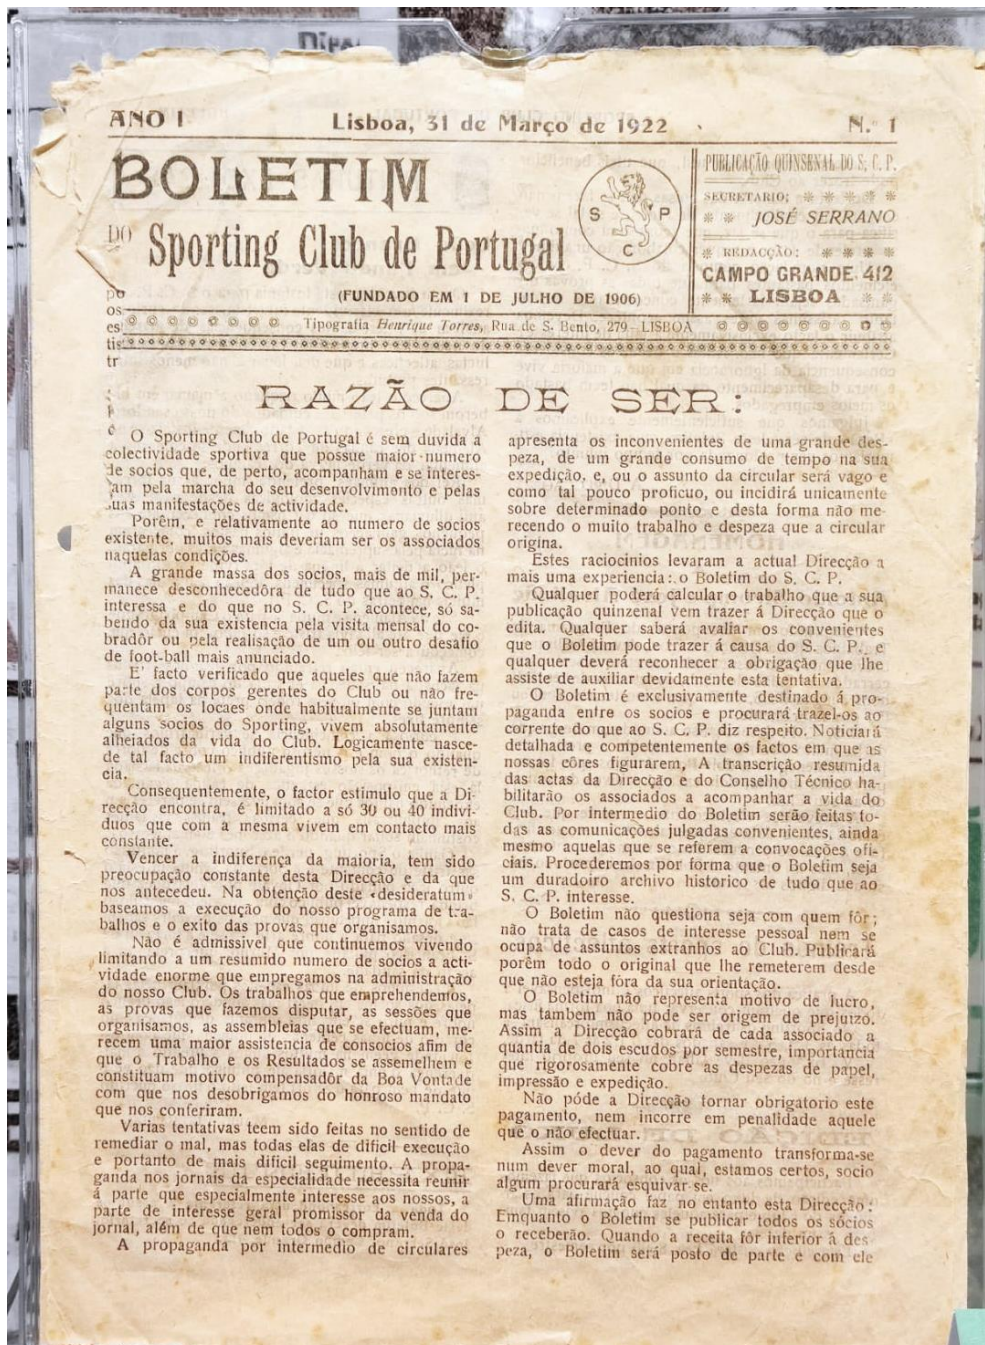 ANO I
Lisboa, 31 de Março de 1922
N.º 1
BOLETIM
DO Sporting Club de Portugal
(FUNDADO EM 1 DE JULHO DE 1906)
S P C
PUBLICAÇÃO QUINSENAL DO S. C. P.
SECRETARIO:
JOSÉ SERRANO
REDACÇÃO:
CAMPO GRANDE 412
LISBOA
Tipografia Henrique Torres, Rua de S. Bento, 279—LISBOA
po
os
es
tis
tr
RAZÃO DE SER:
O Sporting Club de Portugal é sem duvida a
colectividade sportiva que possue maior numero
de socios que, de perto, acompanham e se interes-
sam pela marcha do seu desenvolvimonto e pelas
suas manifestações de actividade.
Porêm, e relativamente ao numero de socios
existente, muitos mais deveriam ser os associados
naquelas condições.
A grande massa dos socios, mais de mil, per-
manece desconhecedôra de tudo que ao S. C. P.
interessa e do que no S. C. P. acontece, só sa-
bendo da sua existencia pela visita mensal do co-
bradôr ou pela realisação de um ou outro desafio
de foot-ball mais anunciado.
E' facto verificado que aqueles que não fazem
parte dos corpos gerentes do Club ou não fre-
quentam os locaes onde habitualmente se juntam
alguns socios do Sporting, vivem absolutamente
alheiados da vida do Club. Lógicamente nasce-
de tal facto um indiferentismo pela sua existen-
cia.
Consequentemente, o factor estimulo que a Di-
recção encontra, é limitado a só 30 ou 40 indivi-
duos que com a mesma vivem em contacto mais
constante.
Vencer a indiferença da maioria, tem sido
preocupação constante desta Direcção e da que
nos antecedeu. Na obtenção deste «desideratum»
baseamos a execução do nosso programa de tra-
balhos e o exito das provas que organisamos.
Não é admissivel que continuemos vivendo
limitando a um resumido numero de socios a acti-
vidade enorme que empregamos na administração
do nosso Club. Os trabalhos que emprehendemos,
as provas que fazemos disputar, as sessões que
organisamos, as assembleias que se efectuam, me-
recem uma maior assistencia de consocios afim de
que o Trabalho e os Resultados se assemelhem e
constituam motivo compensadôr da Boa Vontade
com que nos desobrigamos do honroso mandato
que nos conferiram.
Varias tentativas teem sido feitas no sentido de
remediar o mal, mas todas elas de dificil execução
e portanto de mais dificil seguimento. A propa-
ganda nos jornais da especialidade necessita reunir
á parte que especialmente interesse aos nossos, a
parte de interesse geral promissor da venda do
jornal, além de que nem todos o compram.
A propaganda por intermedio de circulares
apresenta os inconvenientes de uma grande des-
peza, de um grande consumo de tempo na sua
expedição, e, ou o assunto da circular será vago e
como tal pouco proficuo, ou incidirá unicamente
sobre determinado ponto e desta forma não me-
recendo o muito trabalho e despeza que a circular
origina.
Estes raciocinios levaram a actual Direcção a
mais uma experiencia: o Boletim do S. C. P.
Qualquer poderá calcular o trabalho que a sua
publicação quinzenal vem trazer á Direcção que o
edita. Qualquer saberá avaliar os convenientes
que o Boletim pode trazer á causa do S. C. P. e
qualquer deverá reconhecer a obrigação que lhe
assiste de auxiliar devidamente esta tentativa.
O Boletim é exclusivamente destinado á pro-
paganda entre os socios e procurará trazel-os ao
corrente do que ao S. C. P. diz respeito. Noticiará
detalhada e competentemente os factos em que as
nossas côres figurarem, A transcrição resumida
das actas da Direcção e do Conselho Técnico ha-
bilitarão os associados a acompanhar a vida do
Club. Por intermedio do Boletim serão feitas to-
das as comunicações julgadas convenientes, ainda
mesmo aquelas que se referem a convocações ofi-
ciais. Procederemos por fórma que o Boletim seja
um duradoiro archivo historico de tudo que ao
S. C. P. interesse.
O Boletim não questiona seja com quem fôr;
não trata de casos de interesse pessoal nem se
ocupa de assuntos extranhos ao Club. Publicará
porêm todo o original que lhe remeterem desde
que não esteja fóra da sua orientação.
O Boletim não representa motivo de lucro,
mas tambem não pode ser origem de prejuizo.
Assim a Direcção cobrará de cada associado a
quantia de dois escudos por semestre, importancia
que rigorosamente cobre as despezas de papel,
impressão e expedição.
Não póde a Direcção tornar obrigatorio este
pagamento, nem incorre em penalidade aquele
que o não efectuar.
Assim o dever do pagamento transforma-se
num dever moral, ao qual, estamos certos, socio
algum procurará esquivar-se.
Uma afirmação faz no entanto esta Direcção:
Emquanto o Boletim se publicar todos os sócios
o receberão. Quando a receita fôr inferior á des-
peza, o Boletim será posto de parte e com ele